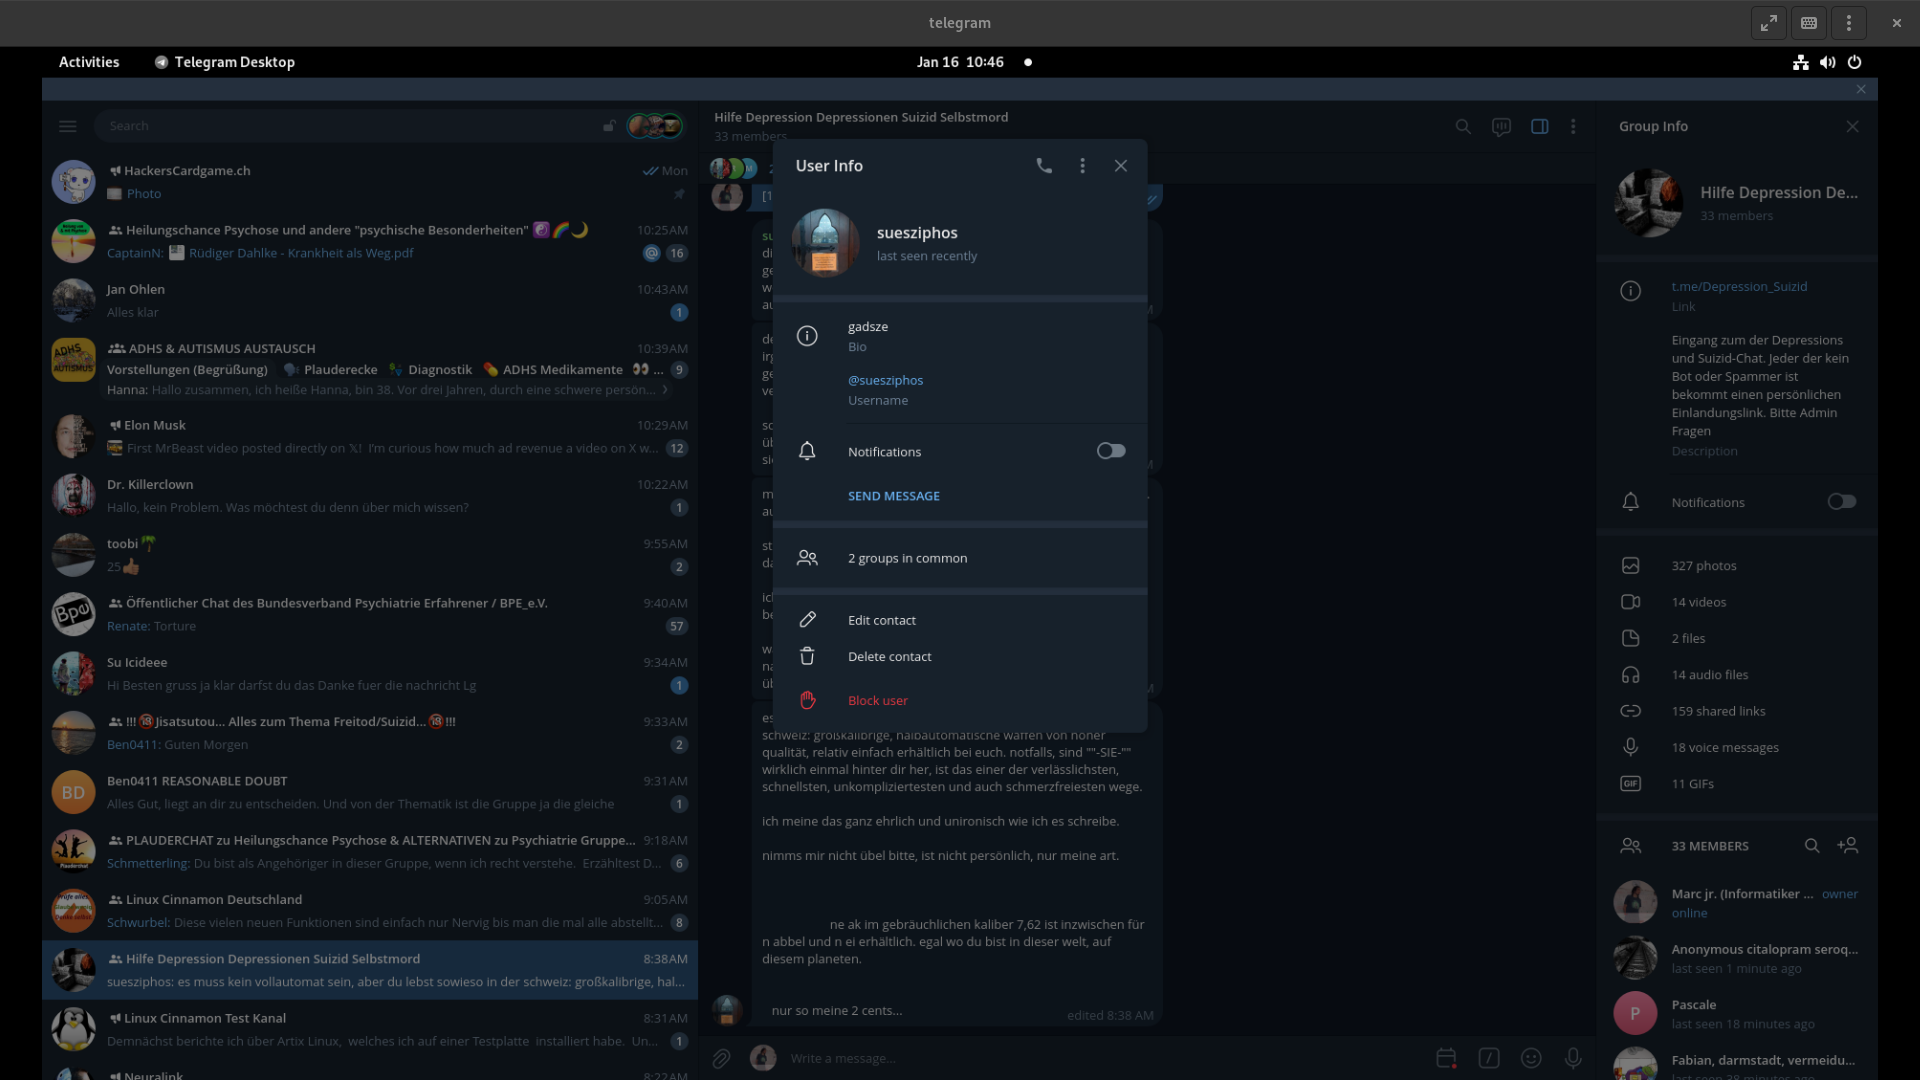 telegram
Activities
Telegram Desktop
Jan 16 10:46
Search
HackersCardgame.ch
Mon
Photo
Heilungschance Psychose und andere "psychische Besonderheiten"
10:25AM
CaptainN: Rüdiger Dahlke - Krankheit als Weg.pdf
@ 16
Jan Ohlen
10:43AM
Alles klar
1
ADHS & AUTISMUS AUSTAUSCH
10:39AM
Vorstellungen (Begrüßung) Plauderecke Diagnostik ADHS Medikamente ...
9
Hanna: Hallo zusammen, ich heiße Hanna, bin 38. Vor drei Jahren, durch eine schwere persön...
Elon Musk
10:29AM
First MrBeast video posted directly on 𝕏! I'm curious how much ad revenue a video on X w...
12
Dr. Killerclown
10:22AM
Hallo, kein Problem. Was möchtest du denn über mich wissen?
1
toobi
9:55AM
25
2
Bpe
Öffentlicher Chat des Bundesverband Psychiatrie Erfahrener / BPE_e.V.
9:40AM
Renate: Torture
57
Su Icideee
9:34AM
Hi Besten gruss ja klar darfst du das Danke fuer die nachricht Lg
1
!!!🔞Jisatsutou... Alles zum Thema Freitod/Suizid...🔞!!!
9:33AM
Ben0411: Guten Morgen
2
BD
Ben0411 REASONABLE DOUBT
9:31AM
Alles Gut, liegt an dir zu entscheiden. Und von der Thematik ist die Gruppe ja die gleiche
1
PLAUDERCHAT zu Heilungschance Psychose & ALTERNATIVEN zu Psychiatrie Gruppe...
9:18AM
Schmetterling: Du bist als Angehöriger in dieser Gruppe, wenn ich recht verstehe. Erzähltest D...
6
Linux Cinnamon Deutschland
9:05AM
Schwurbel: Diese vielen neuen Funktionen sind einfach nur Nervig bis man die mal alle abstellt...
8
Hilfe Depression Depressionen Suizid Selbstmord
8:38AM
suesziphos: es muss kein vollautomat sein, aber du lebst sowieso in der schweiz: großkalibrige, hal...
Linux Cinnamon Test Kanal
8:31AM
Demnächst berichte ich über Artix Linux, welches ich auf einer Testplatte installiert habe. Un...
1
Neuralink
8:22AM
Hilfe Depression Depressionen Suizid Selbstmord
33 members
User Info
suesziphos
last seen recently
gadsze
Bio
@suesziphos
Username
Notifications
SEND MESSAGE
2 groups in common
Edit contact
Delete contact
Block user
schweiz: großkalibrige, halbautomatische waffen von hoher
qualität, relativ einfach erhältlich bei euch. notfalls, sind ""-SIE-""
wirklich einmal hinter dir her, ist das einer der verlässlichsten,
schnellsten, unkompliziertesten und auch schmerzfreiesten wege.
ich meine das ganz ehrlich und unironisch wie ich es schreibe.
nimms mir nicht übel bitte, ist nicht persönlich, nur meine art.
ne ak im gebräuchlichen kaliber 7,62 ist inzwischen für
n abbel und n ei erhältlich. egal wo du bist in dieser welt, auf
diesem planeten.
nur so meine 2 cents...
edited 8:38 AM
Write a message...
Group Info
Hilfe Depression De...
33 members
t.me/Depression_Suizid
Link
Eingang zum der Depressions
und Suizid-Chat. Jeder der kein
Bot oder Spammer ist
bekommt einen persönlichen
Einlandungslink. Bitte Admin
Fragen
Description
Notifications
327 photos
14 videos
2 files
14 audio files
159 shared links
18 voice messages
GIF
11 GIFs
33 MEMBERS
Marc jr. (Informatiker ...
owner
online
Anonymous citalopram seroq...
last seen 1 minute ago
P
Pascale
last seen 18 minutes ago
Fabian, darmstadt, vermeidu...
last seen 38 minutes ago